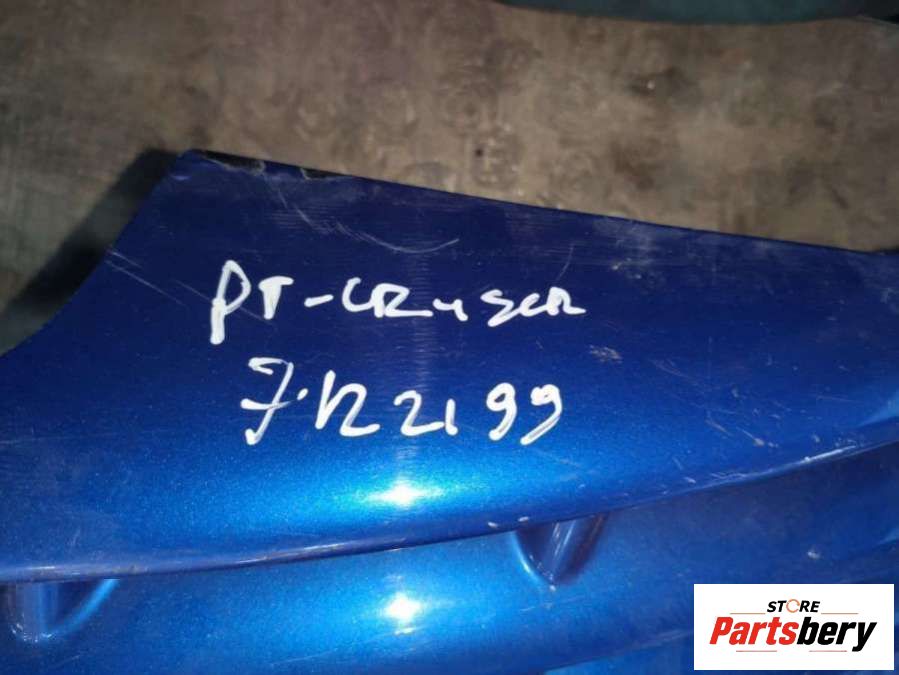 PT-CRUSER
7.122199
STORE
Partsbery